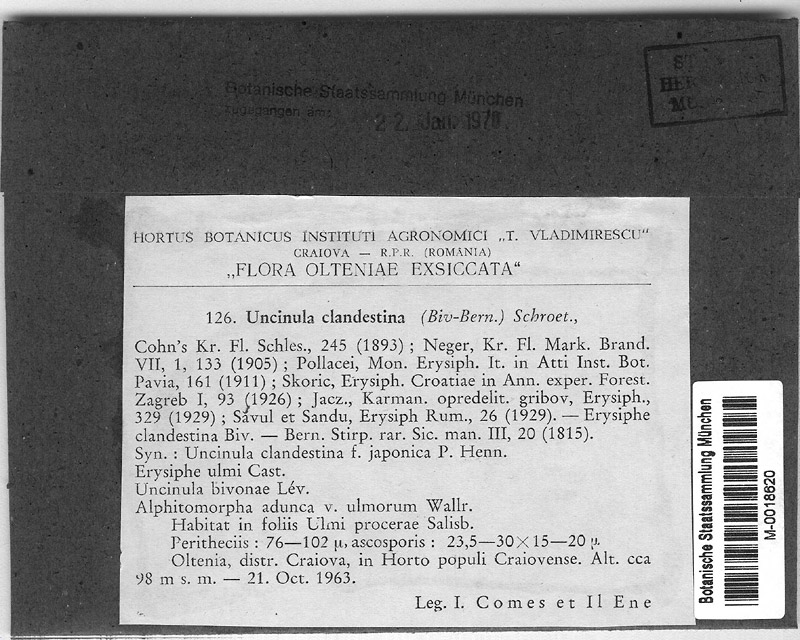 Botanische Staatssammlung München
zugegangen am:
22. Jan. 1970.
HORTUS BOTANICUS INSTITUTI AGRONOMICI „T. VLADIMIRESCU“
CRAIOVA — R.P.R. (ROMÂNIA)
„FLORA OLTENIAE EXSICCATA“
126. Uncinula clandestina (Biv-Bern.) Schroet.,
Cohn's Kr. Fl. Schles., 245 (1893) ; Neger, Kr. Fl. Mark. Brand.
VII, 1, 133 (1905) ; Pollacei, Mon. Erysiph. It. in Atti Inst. Bot.
Pavia, 161 (1911) ; Skoric, Erysiph. Croatiae in Ann. exper. Forest.
Zagreb I, 93 (1926) ; Jacz., Karman. opredelit. gribov, Erysiph.,
329 (1929) ; Săvul et Sandu, Erysiph Rum., 26 (1929). — Erysiphe
clandestina Biv. — Bern. Stirp. rar. Sic. man. III, 20 (1815).
Syn. : Uncinula clandestina f. japonica P. Henn.
Erysiphe ulmi Cast.
Uncinula bivonae Lév.
Alphitomorpha adunca v. ulmorum Wallr.
Habitat in foliis Ulmi procerae Salisb.
Peritheciis : 76—102 μ, ascosporis : 23,5—30×15—20 μ.
Oltenia, distr. Craiova, in Horto populi Craiovense. Alt. cca
98 m s. m. — 21. Oct. 1963.
Leg. I. Comes et Il Ene
Botanische Staatssammlung München
M-0018620